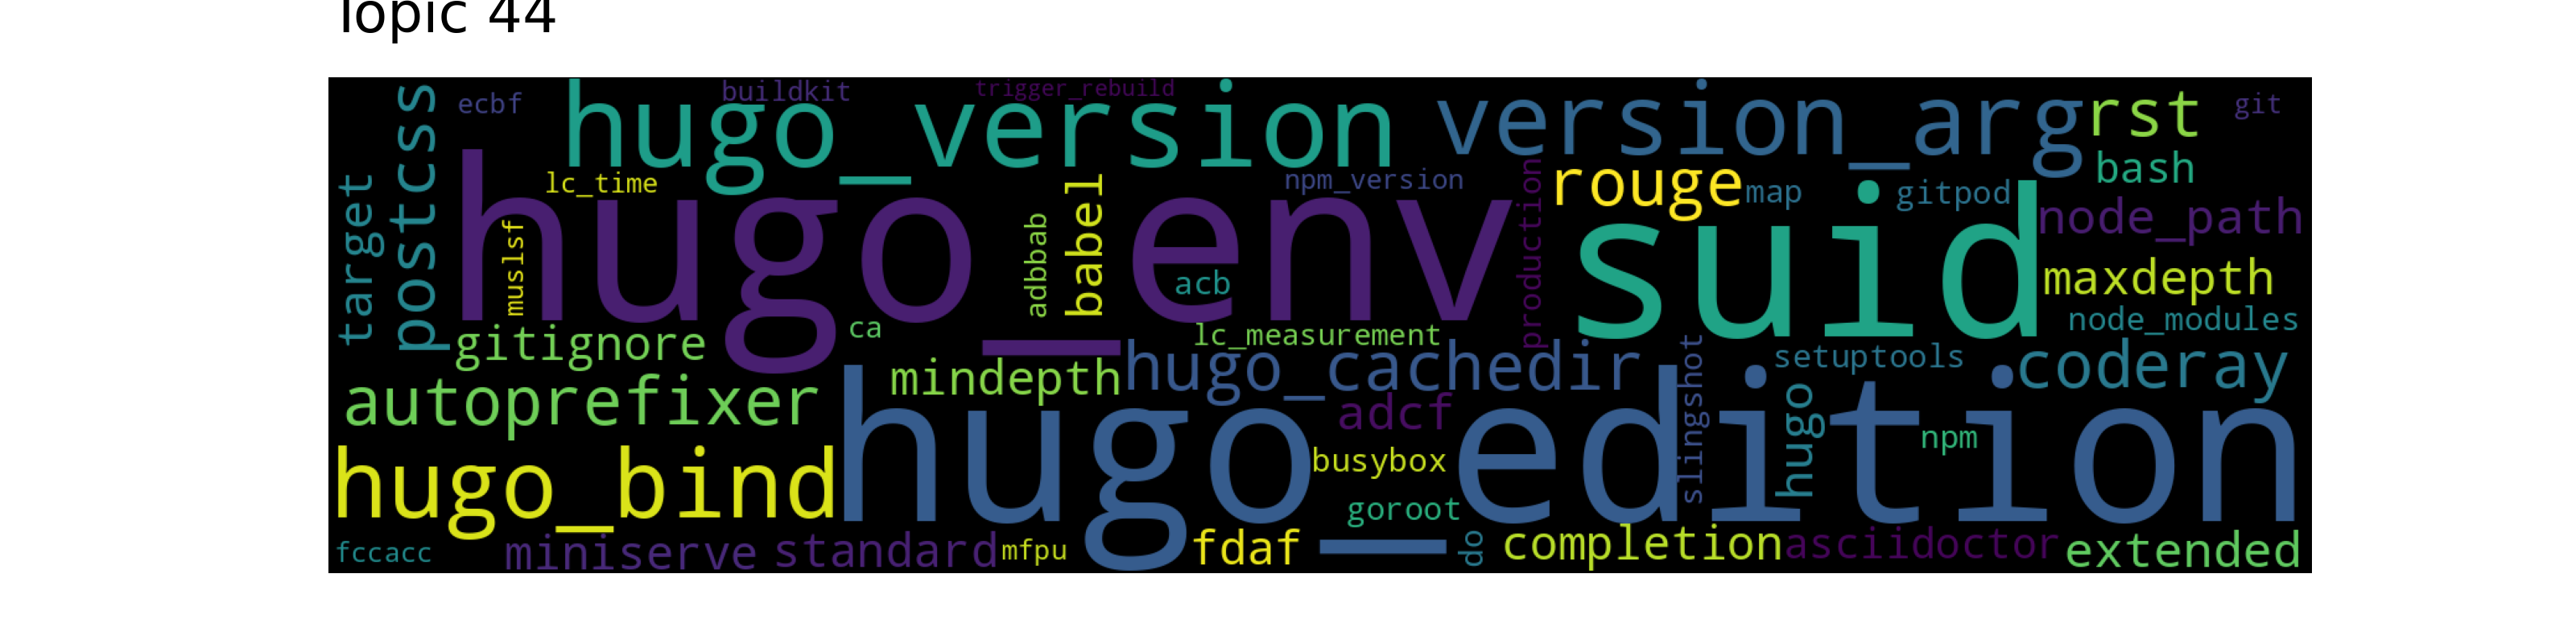 Topic 44
ecbf
buildkit
trigger_rebuild
git
postcss
hugo_version
version_arg
rst
bash
target
lc_time
npm_version
production
rouge
map
gitpod
node_path
hugo_env
muslsf
adbbab
babel
acb
suid
maxdepth
node_modules
gitignore
ca
lc_measurement
mindepth
hugo_cachedir
slingshot
setuptools
coderay
autoprefixer
adcf
hugo
npm
hugo_bind
hugo_edition
busybox
goroot
fccacc
miniserve
standard
mfpu
fdaf
do
completion
asciidoctor
extended